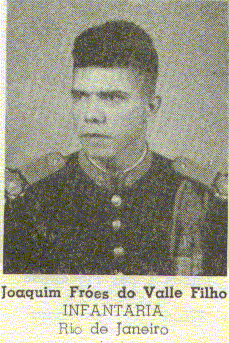 Joaquim Fróes do Valle Filho
INFANTARIA
Rio de Janeiro